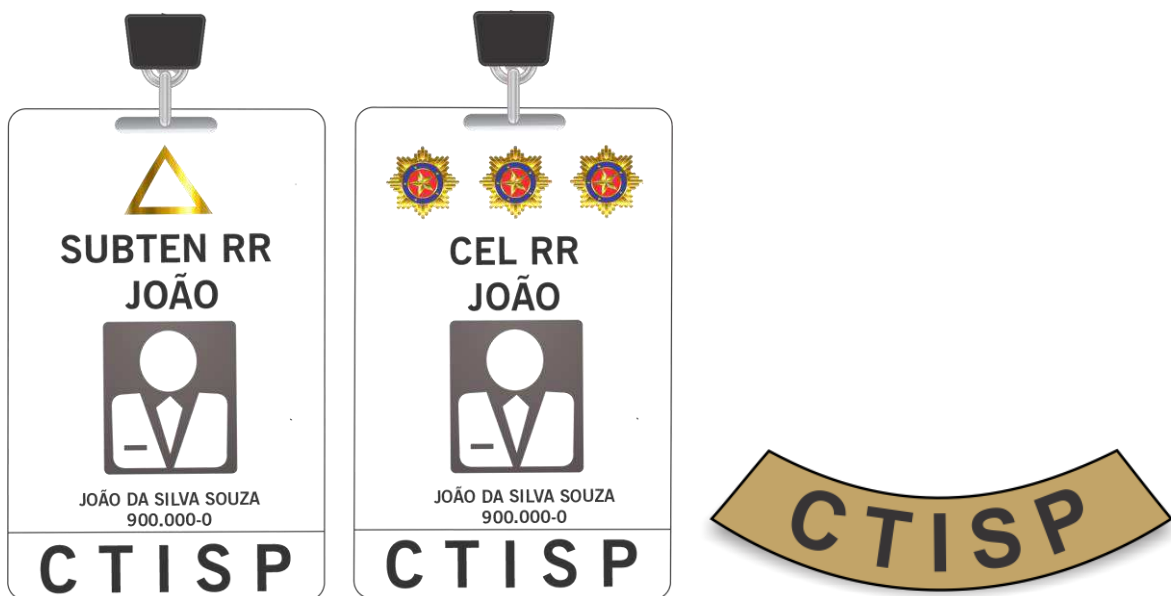 SUBTEN RR
JOÃO
JOÃO DA SILVA SOUZA
900.000-0
CTISP
CEL RR
JOÃO
JOÃO DA SILVA SOUZA
900.000-0
CTISP
CTISP